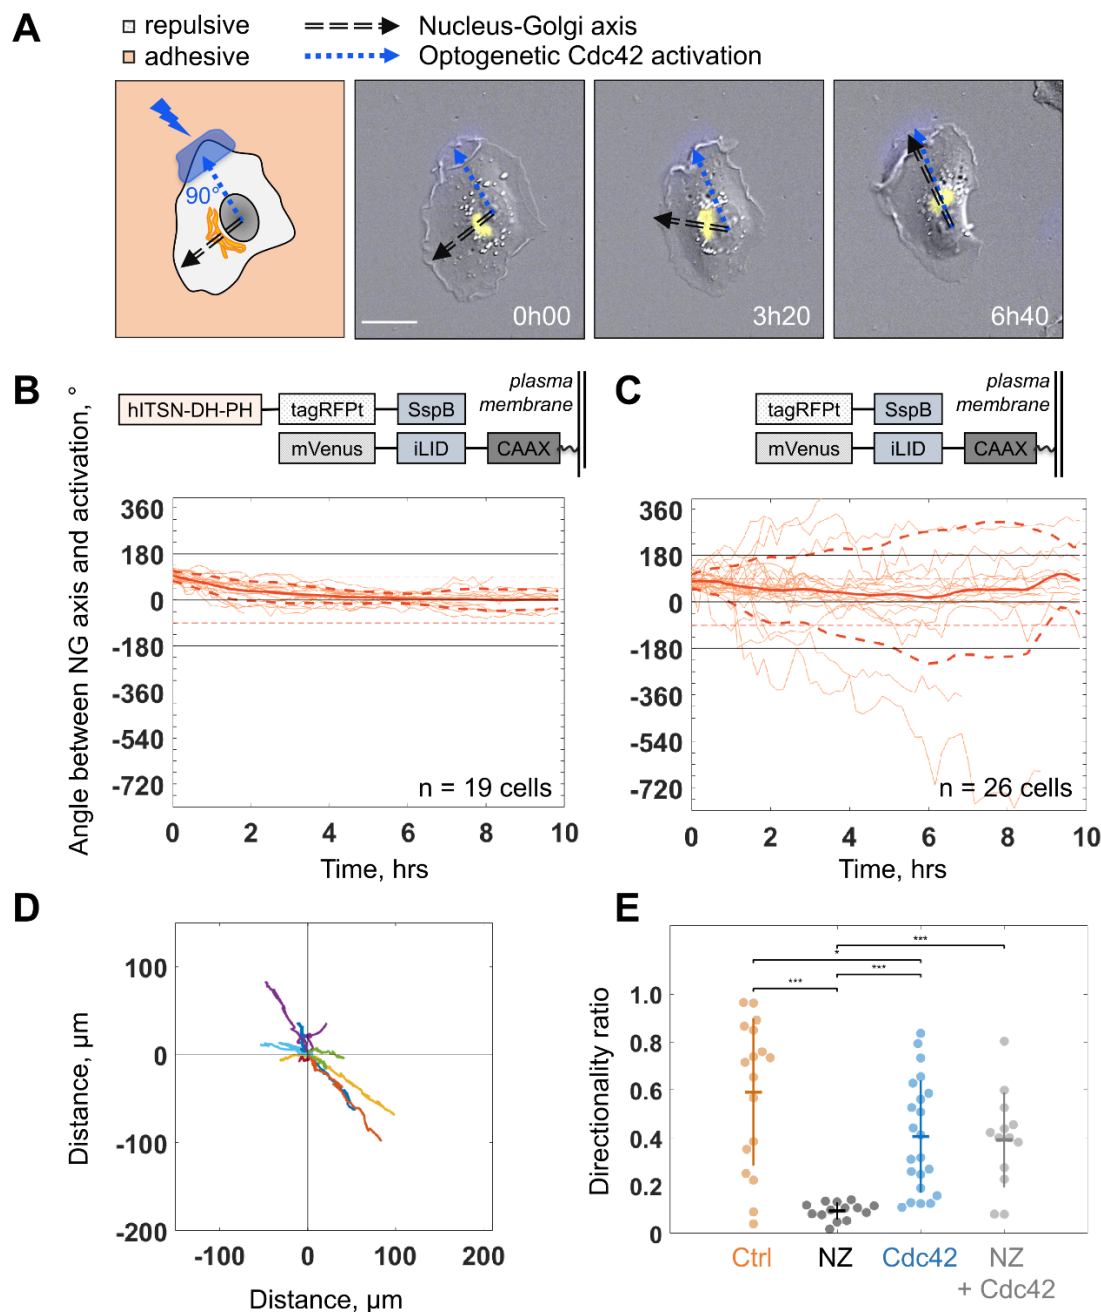 A
repulsive
Nucleus-Golgi axis
adhesive
Optogenetic Cdc42 activation
90°
0h00
3h20
6h40
B
plasma
membrane
hITSN-DH-PH
tagRFPt
SspB
mVenus
iLID
CAAX
Angle between NG axis and activation, °
360
180
0
-180
-360
-540
-720
n = 19 cells
0 2 4 6 8 10
Time, hrs
C
plasma
membrane
tagRFPt
SspB
mVenus
iLID
CAAX
360
180
0
-180
-360
-540
-720
n = 26 cells
0 2 4 6 8 10
Time, hrs
D
Distance, µm
100
0
-100
-200
-100 0 100 200
Distance, µm
E
Directionality ratio
***
*
***
***
1.0
0.8
0.6
0.4
0.2
0
Ctrl
NZ
Cdc42
NZ
+ Cdc42